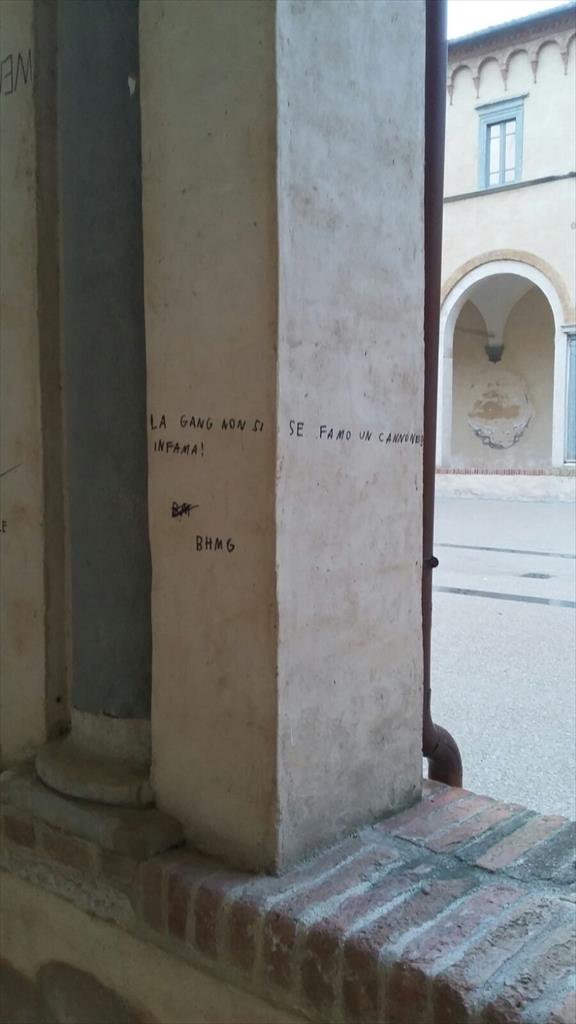 LA GANG NON SI
INFAMA!
SE FAMO UN CANNONE?
BHMG